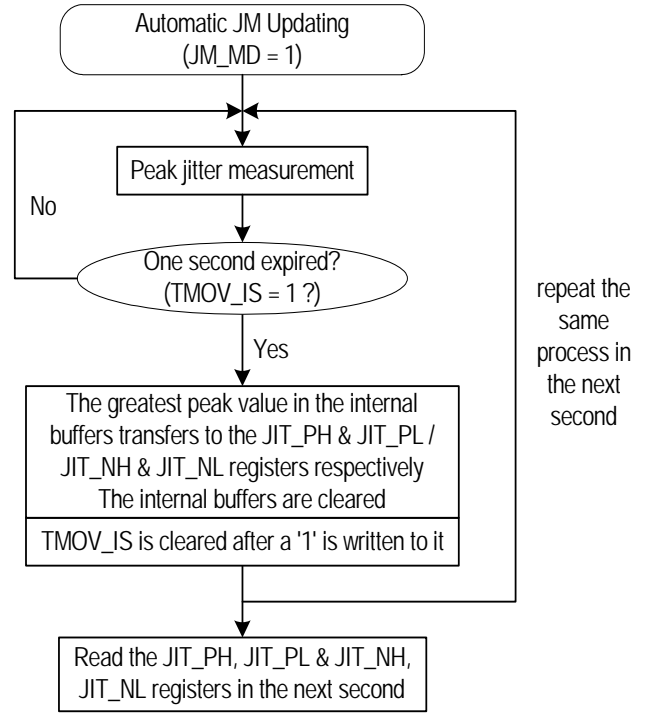 Automatic JM Updating
(JM_MD = 1)
Peak jitter measurement
No
One second expired?
(TMOV_IS = 1 ?)
repeat the
same
process in
the next
second
Yes
The greatest peak value in the internal
buffers transfers to the JIT_PH & JIT_PL /
JIT_NH & JIT_NL registers respectively
The internal buffers are cleared
TMOV_IS is cleared after a '1' is written to it
Read the JIT_PH, JIT_PL & JIT_NH,
JIT_NL registers in the next second